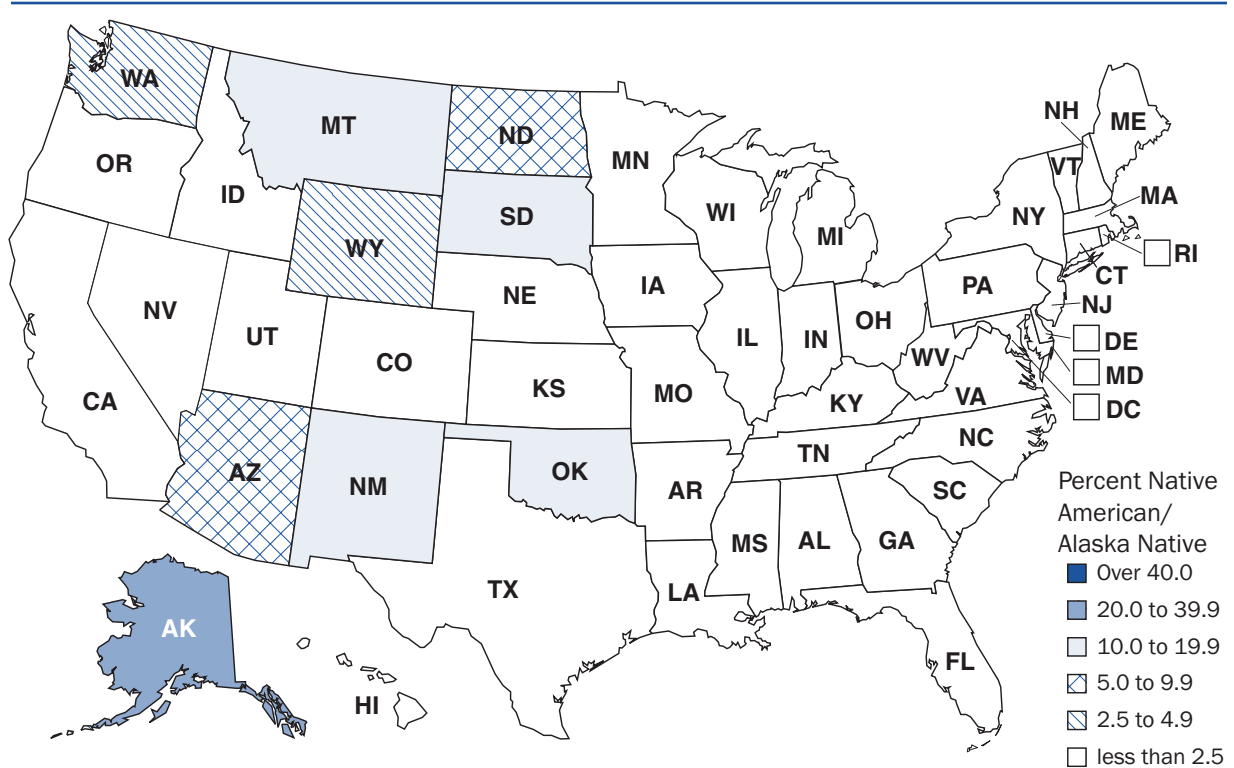 WA
MT
ND
MN
OR
ID
SD
WY
WI
MI
NH
VT
ME
NY
MA
RI
CT
NV
UT
NE
IA
PA
NJ
CO
IL
IN
OH
DE
MD
DC
CA
KS
MO
WV
KY
VA
AZ
NM
OK
AR
TN
NC
SC
MS
AL
GA
TX
LA
AK
HI
FL
Percent Native
American/
Alaska Native
Over 40.0
20.0 to 39.9
10.0 to 19.9
5.0 to 9.9
2.5 to 4.9
less than 2.5